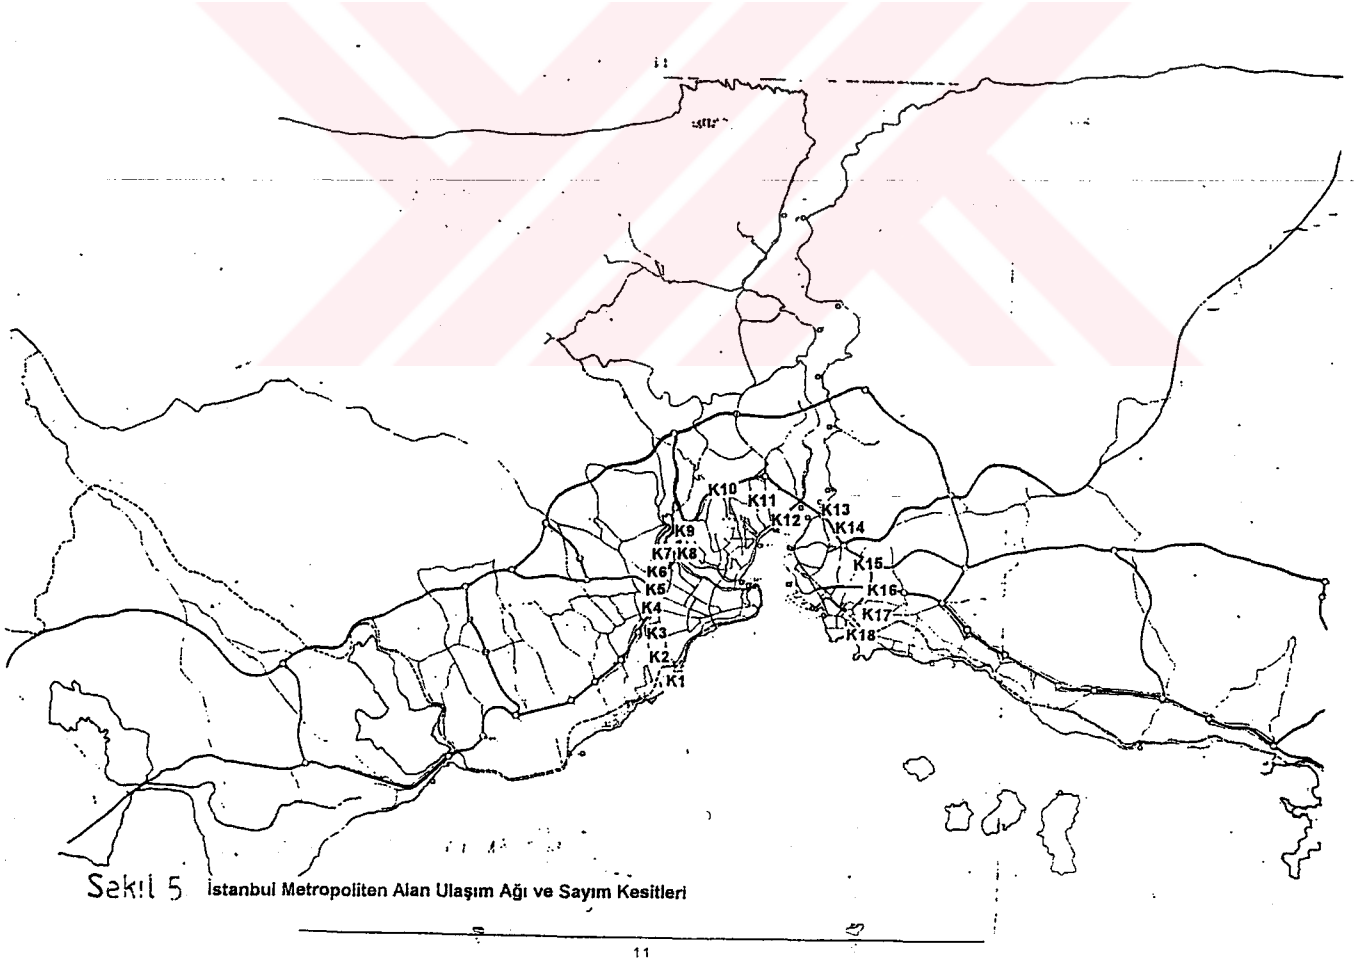 K10
K11
K12
K13
K14
K9
K7 K8
K6
K5
K4
K3
K2
K1
K15
K16
K17
K18
Şekil 5 İstanbul Metropoliten Alan Ulaşım Ağı ve Sayım Kesitleri
11